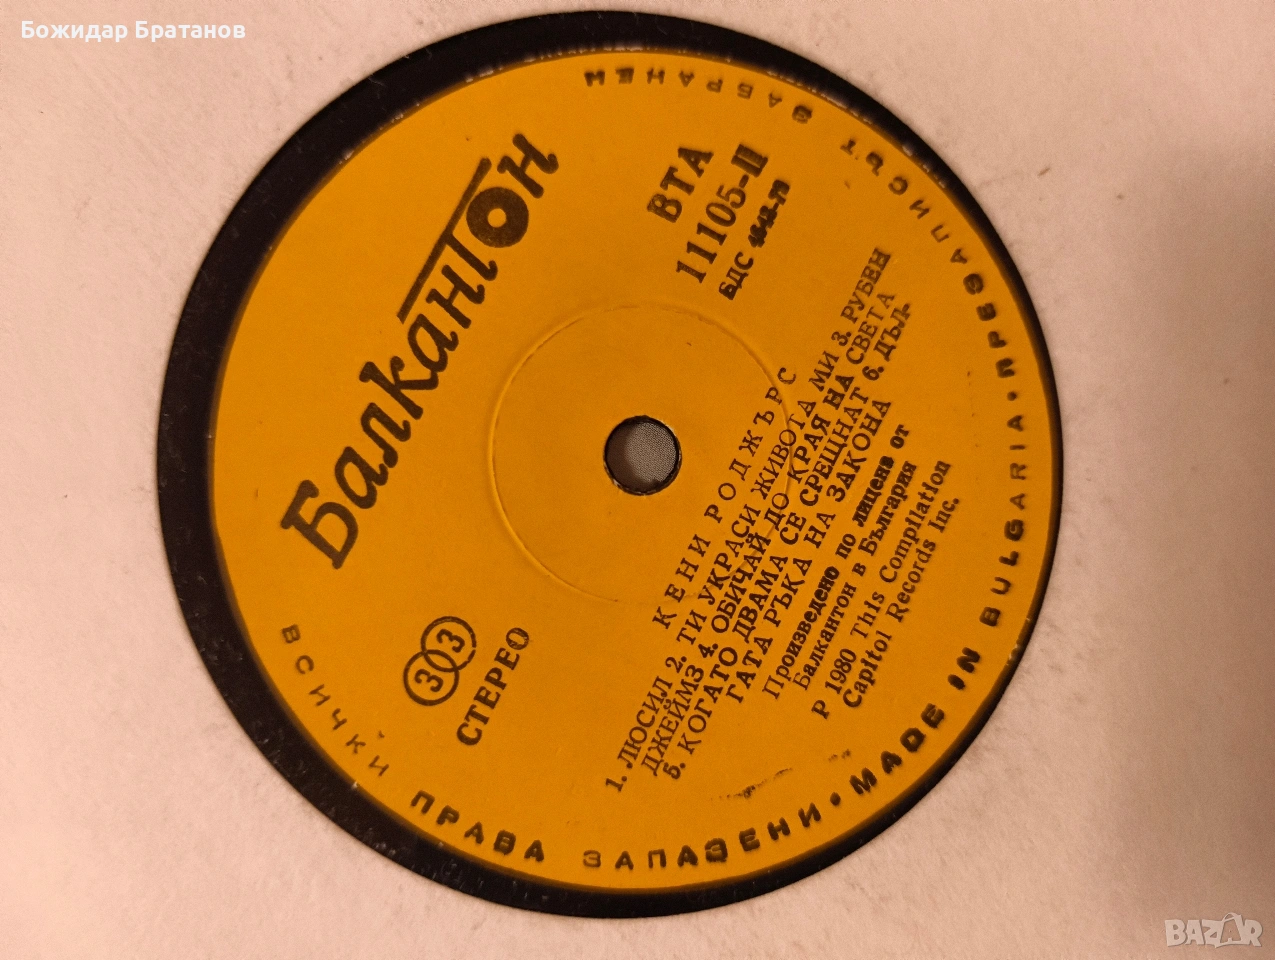 Божидар Братанов
Балкантон
ВТА
11105-II
БДС 4643-73
33
СТЕРЕО
КЕНИ РОДЖЪРС
1. ЛЮСИЛ 2. ТИ УКРАСИ ЖИВОТА МИ 3. РУБЕН
ДЖЕЙМЗ 4. ОБИЧАЙ ДО КРАЯ НА СВЕТА
5. КОГАТО ДВАМА СЕ СРЕЩНАТ 6. ДЪЛ-
ГАТА РЪКА НА ЗАКОНА
Произведено по лиценз от
Балкантон в България
P 1980 This Compilation
Capitol Records Inc.
ВСИЧКИ ПРАВА ЗАПАЗЕНИ • MADE IN BULGARIA • ПРЕЗАПИСЪТ ЗАБРАНЕН
BAZAR